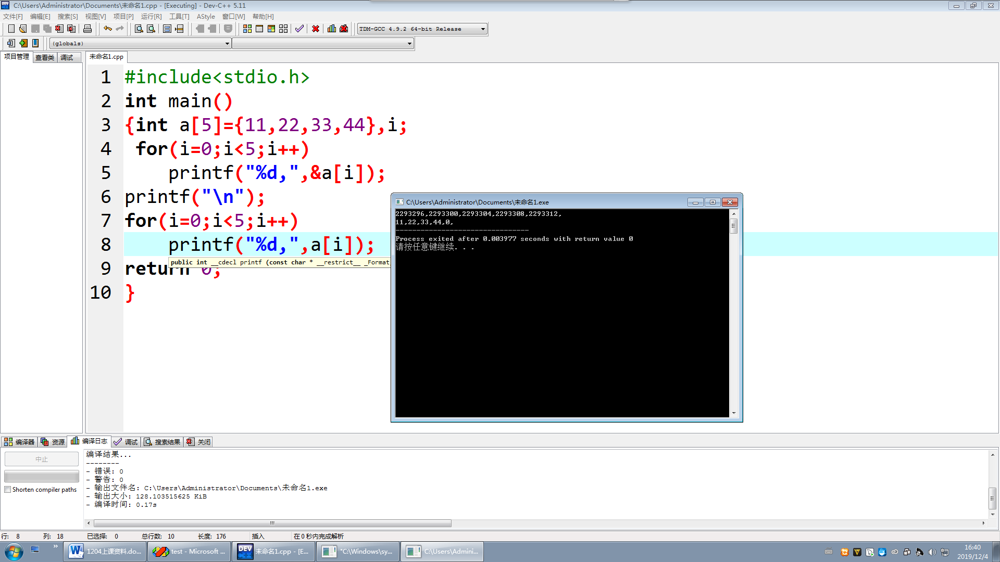 C:\Users\Administrator\Documents\未命名1.cpp - [Executing] - Dev-C++ 5.11
文件[F] 编辑[E] 搜索[S] 视图[V] 项目[P] 运行[R] 工具[T] AStyle 窗口[W] 帮助[H]
TDM-GCC 4.9.2 64-bit Release
(globals)
项目管理 查看类 调试 未命名1.cpp
1 #include<stdio.h>
2 int main()
3 {int a[5]={11,22,33,44},i;
4 for(i=0;i<5;i++)
5 printf("%d,",&a[i]);
6 printf("\n");
7 for(i=0;i<5;i++)
8 printf("%d,",a[i]);
public int __cdecl printf (const char * __restrict__ _Format,
9 return 0;
10 }
C:\Users\Administrator\Documents\未命名1.exe
2293296,2293300,2293304,2293308,2293312,
11,22,33,44,0,
--------------------------------
Process exited after 0.003977 seconds with return value 0
请按任意键继续. . .
编译器 资源 编译日志 调试 搜索结果 关闭
中止
Shorten compiler paths
编译结果...
--------
- 错误: 0
- 警告: 0
- 输出文件名: C:\Users\Administrator\Documents\未命名1.exe
- 输出大小: 128.103515625 KiB
- 编译时间: 0.17s
行: 8 列: 18 已选择: 0 总行数: 10 长度: 176 插入 在 0 秒内完成解析
1204上课资料.do... test - Microsoft ... 未命名1.cpp - [E... "C:\Windows\sy... C:\Users\Admini...
16:40
2019/12/4